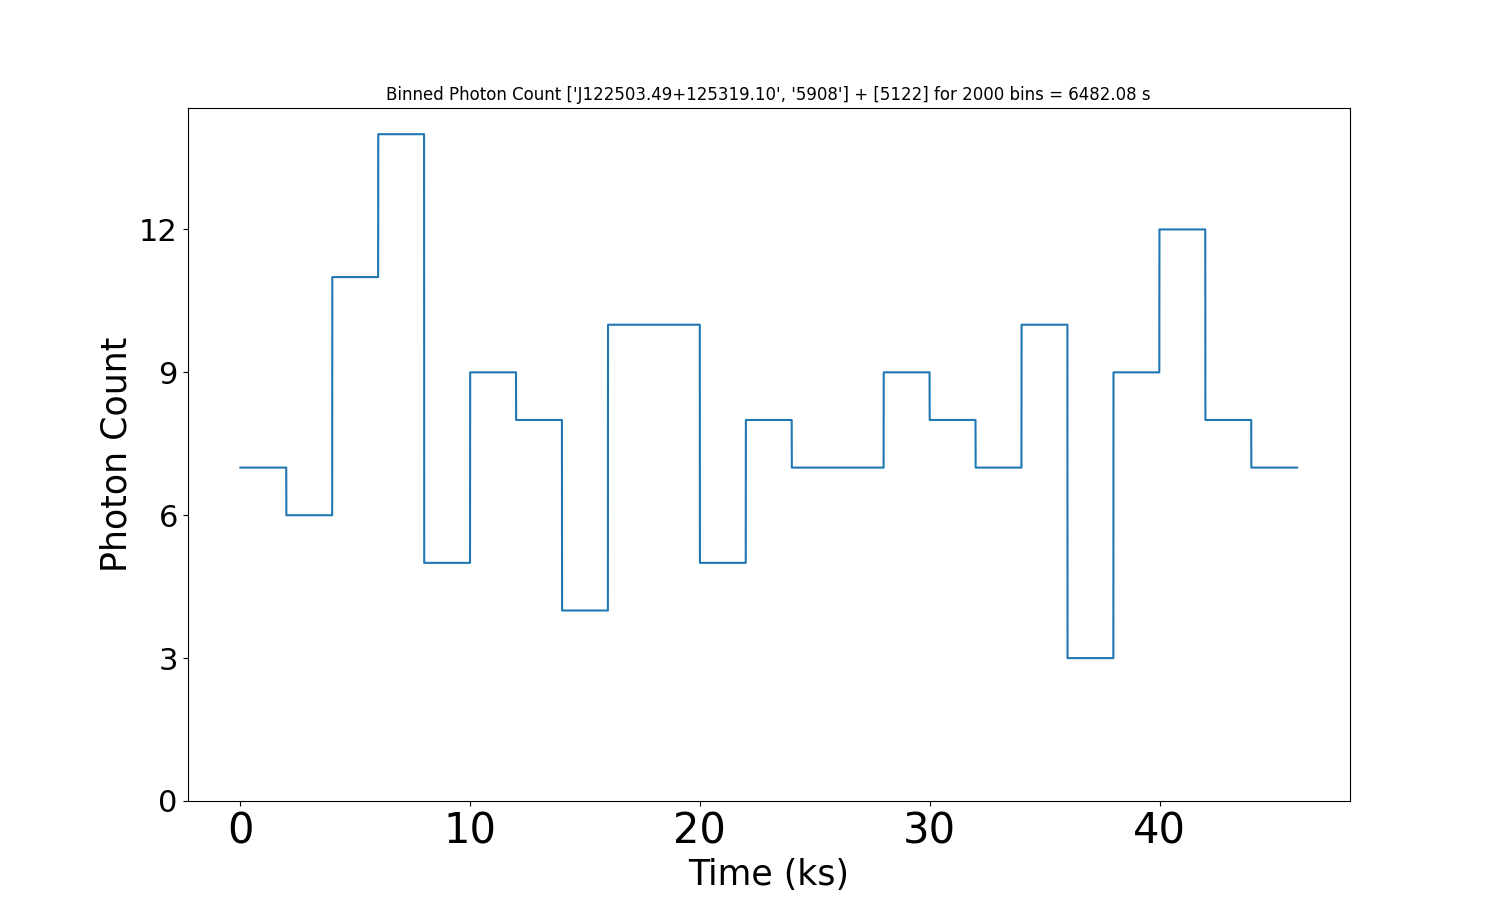 Binned Photon Count ['J122503.49+125319.10', '5908'] + [5122] for 2000 bins = 6482.08 s
Photon Count
12
9
6
3
0
0 10 20 30 40
Time (ks)